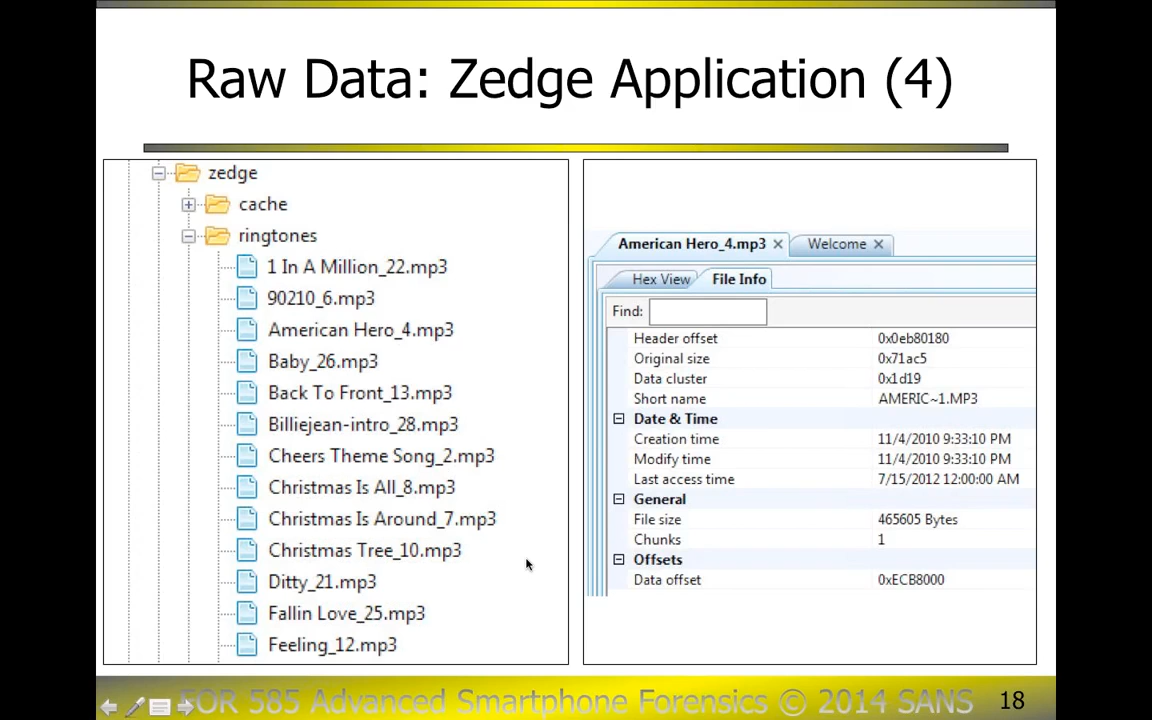 Raw Data: Zedge Application (4)
zedge
cache
ringtones
1 In A Million_22.mp3
90210_6.mp3
American Hero_4.mp3
Baby_26.mp3
Back To Front_13.mp3
Billiejean-intro_28.mp3
Cheers Theme Song_2.mp3
Christmas Is All_8.mp3
Christmas Is Around_7.mp3
Christmas Tree_10.mp3
Ditty_21.mp3
Fallin Love_25.mp3
Feeling_12.mp3
American Hero_4.mp3 Welcome
Hex View File Info
Find:
Header offset 0x0eb80180
Original size 0x71ac5
Data cluster 0x1d19
Short name AMERIC~1.MP3
Date & Time
Creation time 11/4/2010 9:33:10 PM
Modify time 11/4/2010 9:33:10 PM
Last access time 7/15/2012 12:00:00 AM
General
File size 465605 Bytes
Chunks 1
Offsets
Data offset 0xECB8000
FOR 585 Advanced Smartphone Forensics © 2014 SANS 18